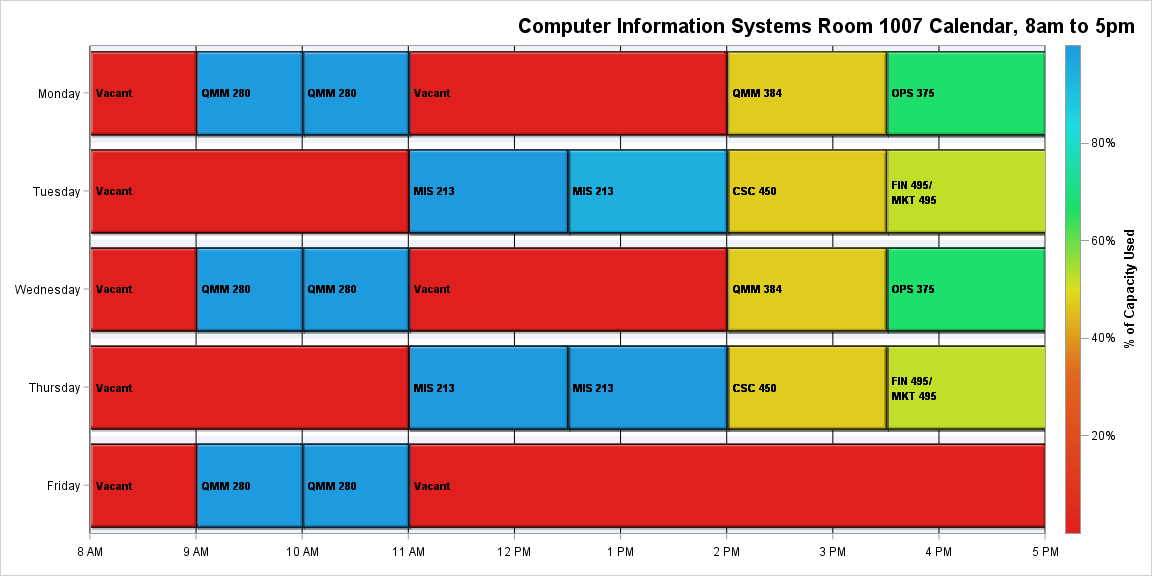 Computer Information Systems Room 1007 Calendar, 8am to 5pm
Monday
Vacant
QMM 280
QMM 280
Vacant
QMM 384
OPS 375
Tuesday
Vacant
MIS 213
MIS 213
CSC 450
FIN 495/
MKT 495
Wednesday
Vacant
QMM 280
QMM 280
Vacant
QMM 384
OPS 375
Thursday
Vacant
MIS 213
MIS 213
CSC 450
FIN 495/
MKT 495
Friday
Vacant
QMM 280
QMM 280
Vacant
8 AM
9 AM
10 AM
11 AM
12 PM
1 PM
2 PM
3 PM
4 PM
5 PM
80%
60%
40%
20%
% of Capacity Used